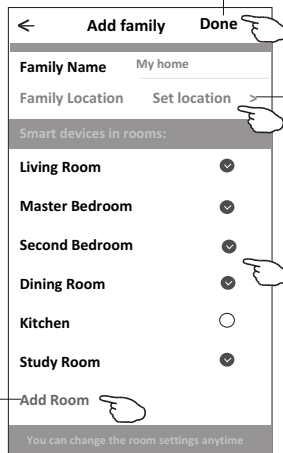 ← Add family Done
Family Name My home
Family Location Set location >
Smart devices in rooms:
Living Room
Master Bedroom
Second Bedroom
Dining Room
Kitchen
Study Room
Add Room
You can change the room settings anytime